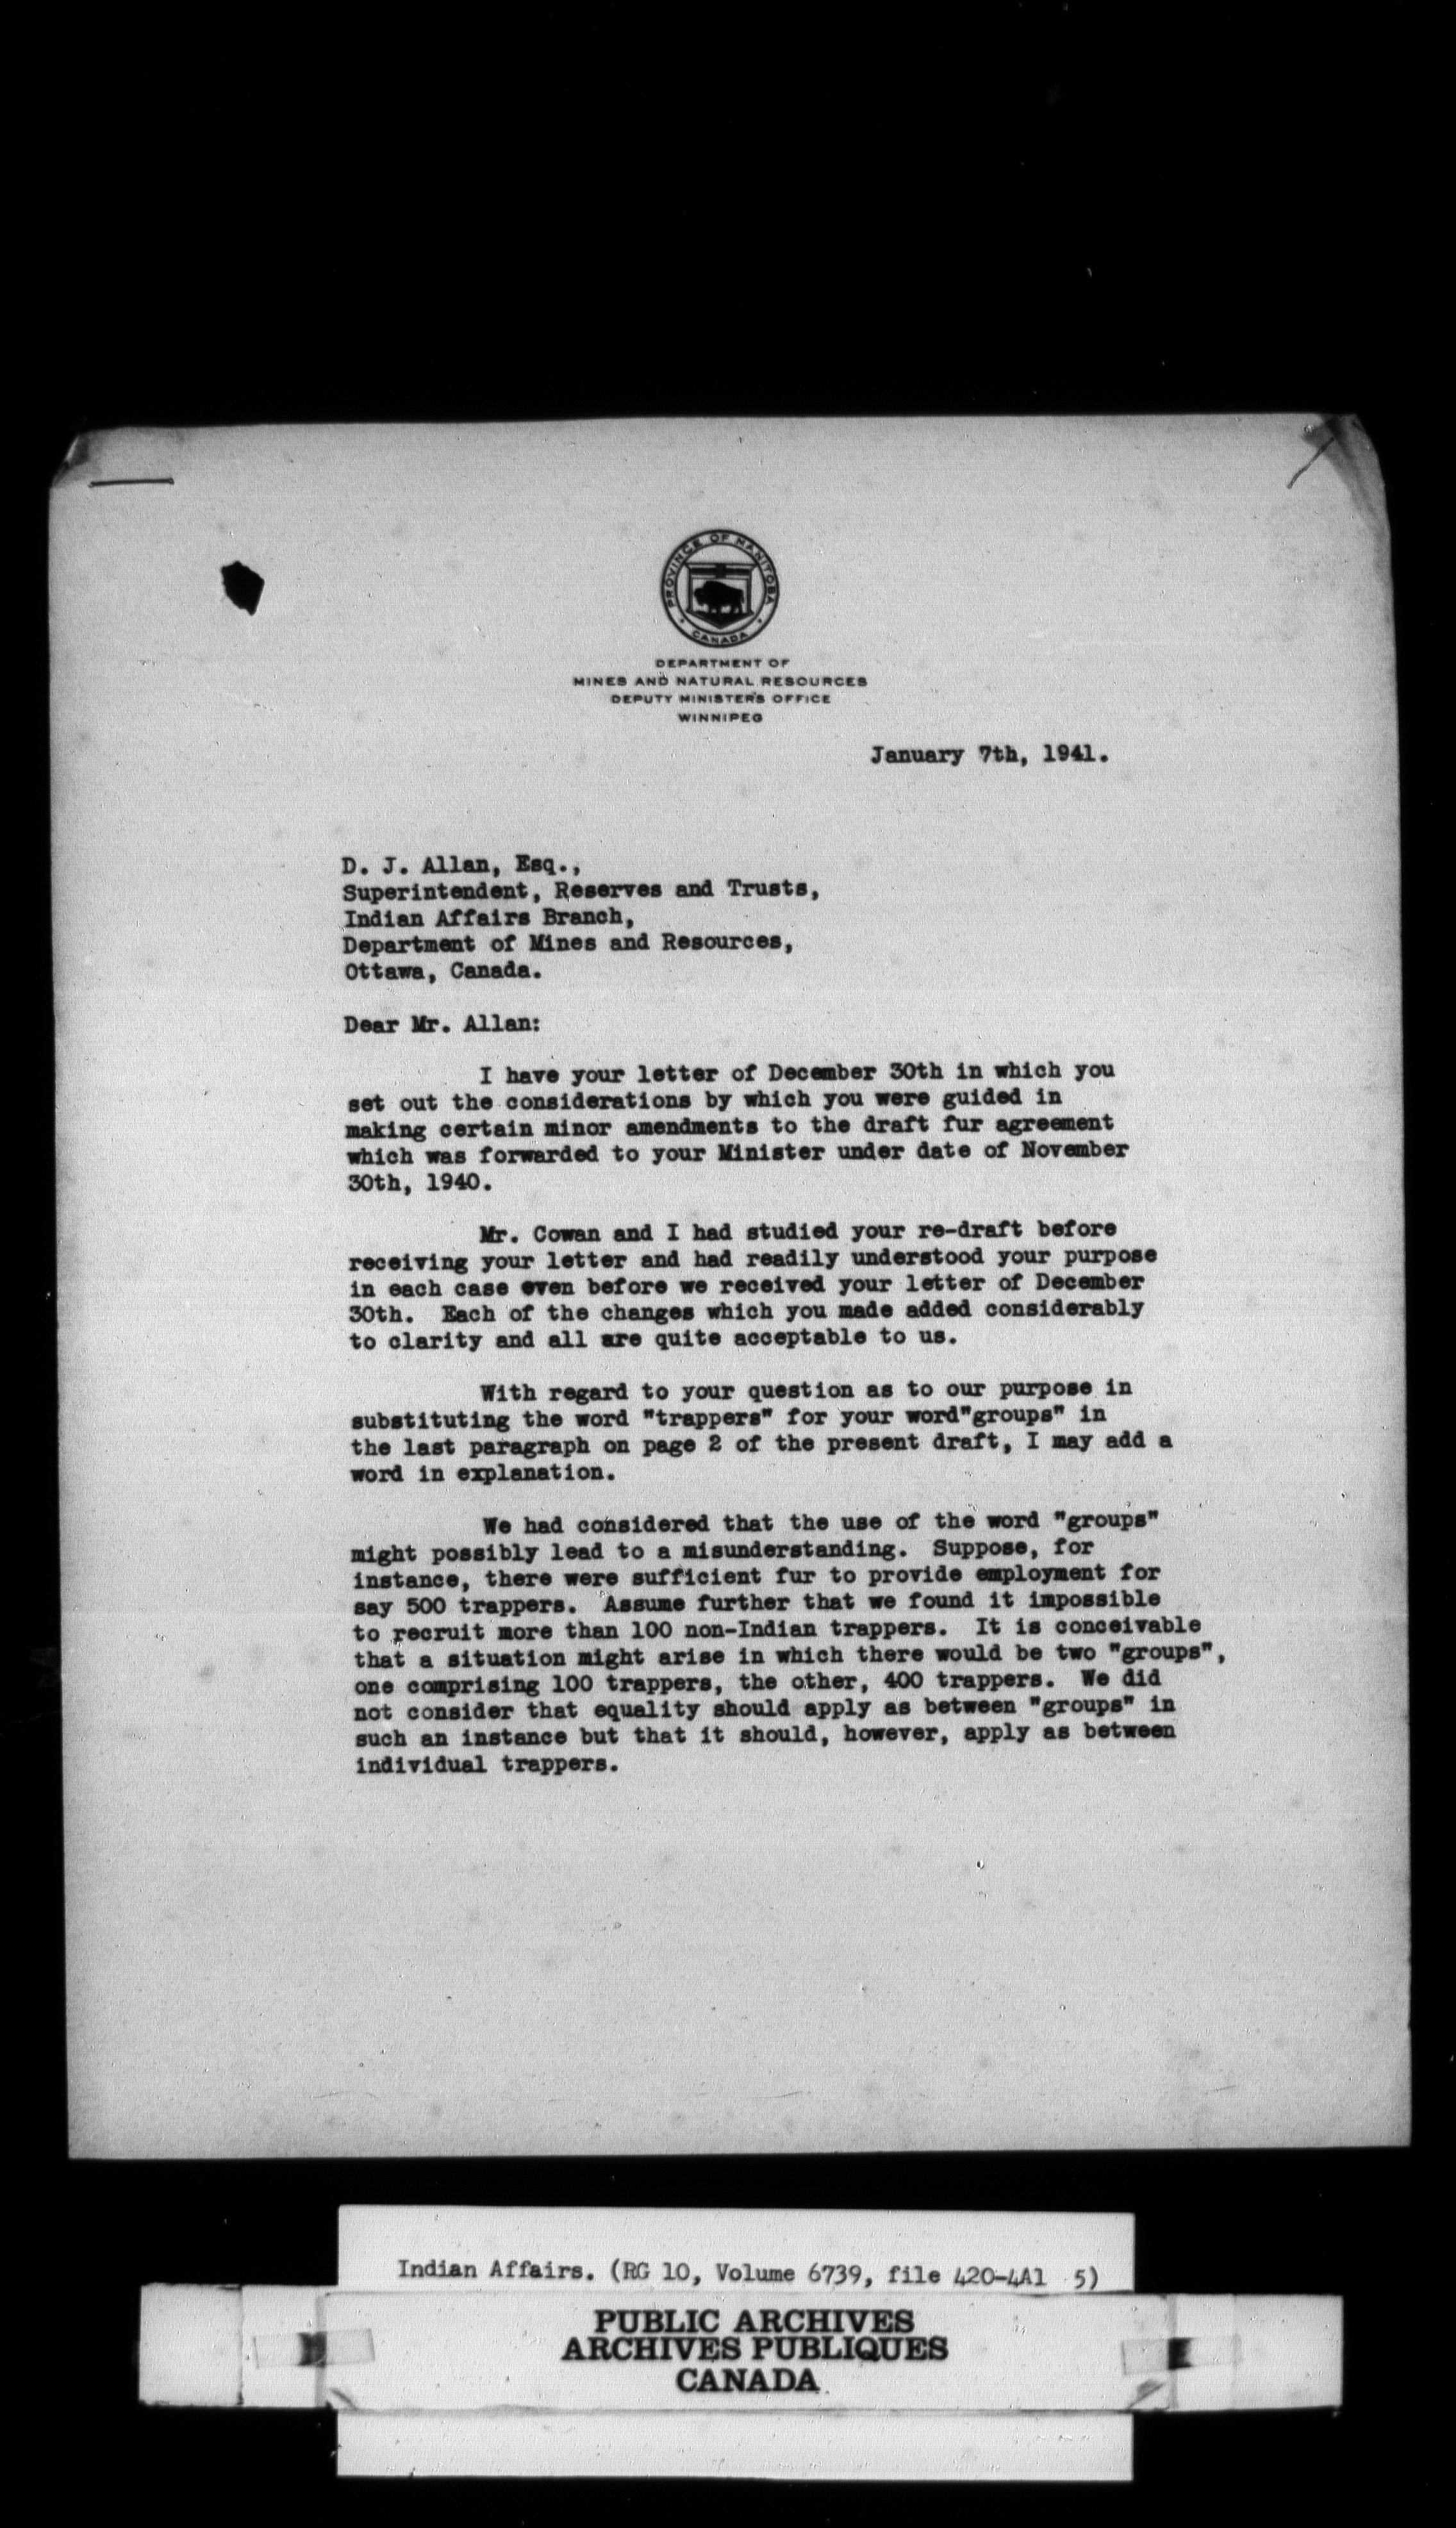 PROVINCE OF MANITOBA
CANADA
DEPARTMENT OF
MINES AND NATURAL RESOURCES
DEPUTY MINISTER'S OFFICE
WINNIPEG
January 7th, 1941.
D. J. Allan, Esq.,
Superintendent, Reserves and Trusts,
Indian Affairs Branch,
Department of Mines and Resources,
Ottawa, Canada.
Dear Mr. Allan:
I have your letter of December 30th in which you
set out the considerations by which you were guided in
making certain minor amendments to the draft fur agreement
which was forwarded to your Minister under date of November
30th, 1940.
Mr. Cowan and I had studied your re-draft before
receiving your letter and had readily understood your purpose
in each case even before we received your letter of December
30th. Each of the changes which you made added considerably
to clarity and all are quite acceptable to us.
With regard to your question as to our purpose in
substituting the word "trappers" for your word"groups" in
the last paragraph on page 2 of the present draft, I may add a
word in explanation.
We had considered that the use of the word "groups"
might possibly lead to a misunderstanding. Suppose, for
instance, there were sufficient fur to provide employment for
say 500 trappers. Assume further that we found it impossible
to recruit more than 100 non-Indian trappers. It is conceivable
that a situation might arise in which there would be two "groups",
one comprising 100 trappers, the other, 400 trappers. We did
not consider that equality should apply as between "groups" in
such an instance but that it should, however, apply as between
individual trappers.
Indian Affairs. (RG 10, Volume 6739, file 420-4A1 5)
PUBLIC ARCHIVES
ARCHIVES PUBLIQUES
CANADA